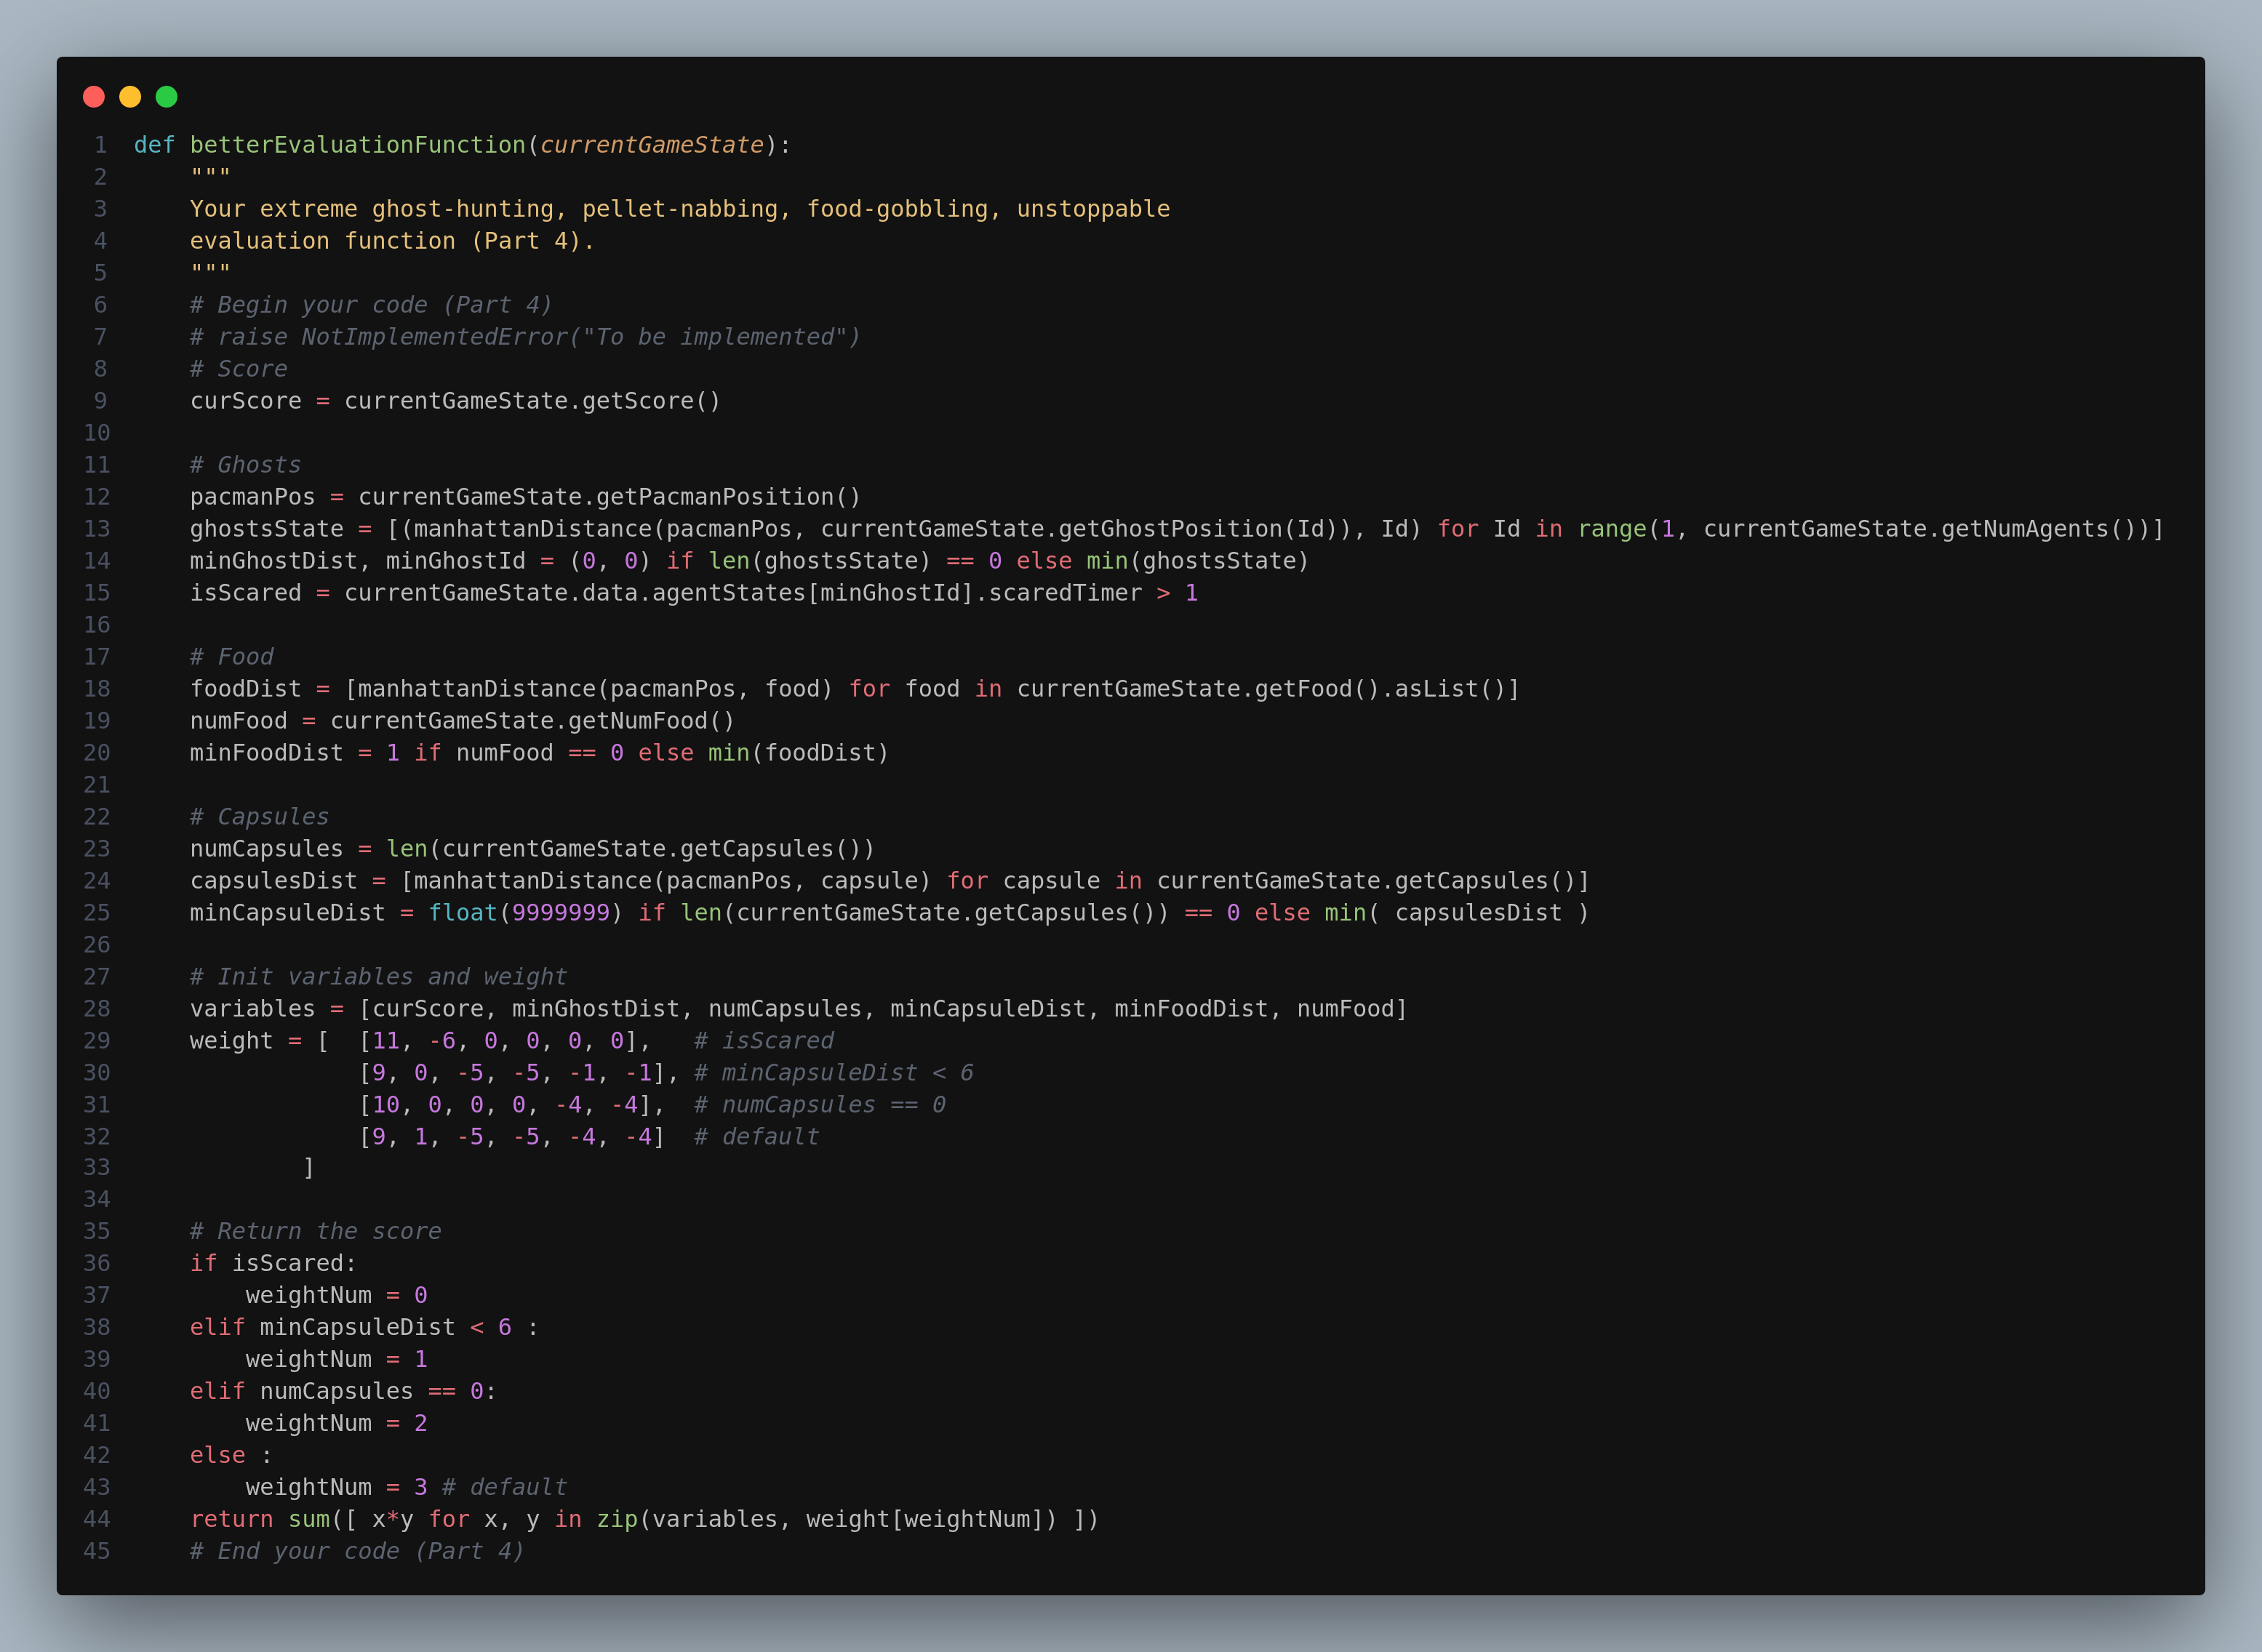 1 def betterEvaluationFunction(currentGameState):
2     """
3     Your extreme ghost-hunting, pellet-nabbing, food-gobbling, unstoppable
4     evaluation function (Part 4).
5     """
6     # Begin your code (Part 4)
7     # raise NotImplementedError("To be implemented")
8     # Score
9     curScore = currentGameState.getScore()
10
11     # Ghosts
12     pacmanPos = currentGameState.getPacmanPosition()
13     ghostsState = [(manhattanDistance(pacmanPos, currentGameState.getGhostPosition(Id)), Id) for Id in range(1, currentGameState.getNumAgents())]
14     minGhostDist, minGhostId = (0, 0) if len(ghostsState) == 0 else min(ghostsState)
15     isScared = currentGameState.data.agentStates[minGhostId].scaredTimer > 1
16
17     # Food
18     foodDist = [manhattanDistance(pacmanPos, food) for food in currentGameState.getFood().asList()]
19     numFood = currentGameState.getNumFood()
20     minFoodDist = 1 if numFood == 0 else min(foodDist)
21
22     # Capsules
23     numCapsules = len(currentGameState.getCapsules())
24     capsulesDist = [manhattanDistance(pacmanPos, capsule) for capsule in currentGameState.getCapsules()]
25     minCapsuleDist = float(9999999) if len(currentGameState.getCapsules()) == 0 else min( capsulesDist )
26
27     # Init variables and weight
28     variables = [curScore, minGhostDist, numCapsules, minCapsuleDist, minFoodDist, numFood]
29     weight = [  [11, -6, 0, 0, 0, 0],   # isScared
30                 [9, 0, -5, -5, -1, -1], # minCapsuleDist < 6
31                 [10, 0, 0, 0, -4, -4],  # numCapsules == 0
32                 [9, 1, -5, -5, -4, -4]  # default
33             ]
34
35     # Return the score
36     if isScared:
37         weightNum = 0
38     elif minCapsuleDist < 6 :
39         weightNum = 1
40     elif numCapsules == 0:
41         weightNum = 2
42     else :
43         weightNum = 3 # default
44     return sum([ x*y for x, y in zip(variables, weight[weightNum]) ])
45     # End your code (Part 4)